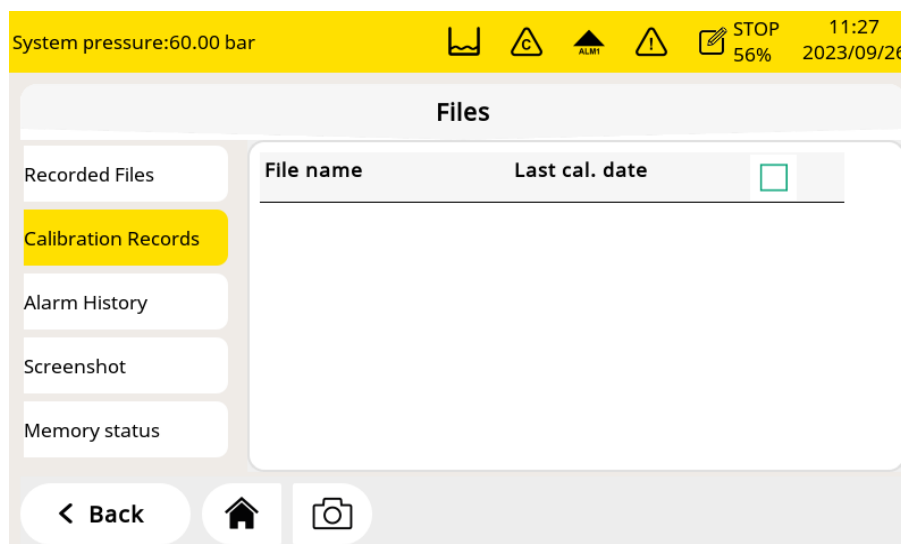 System pressure:60.00 bar
C
ALM1
!
STOP
56%
11:27
2023/09/26
Files
Recorded Files
Calibration Records
Alarm History
Screenshot
Memory status
File name Last cal. date
Back